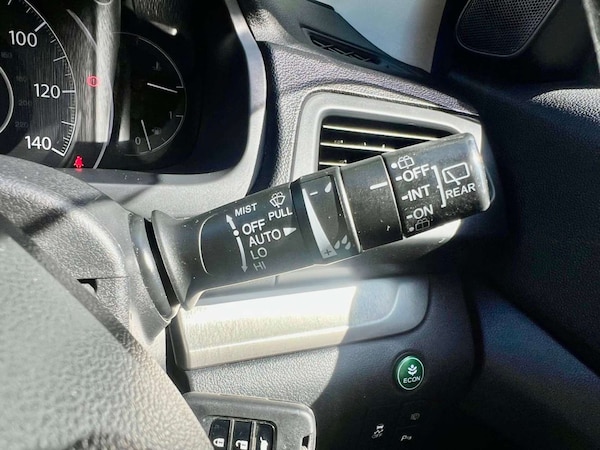 100
120
140
MIST
OFF
AUTO
LO
HI
PULL
- +
OFF
INT
ON
REAR
ECON